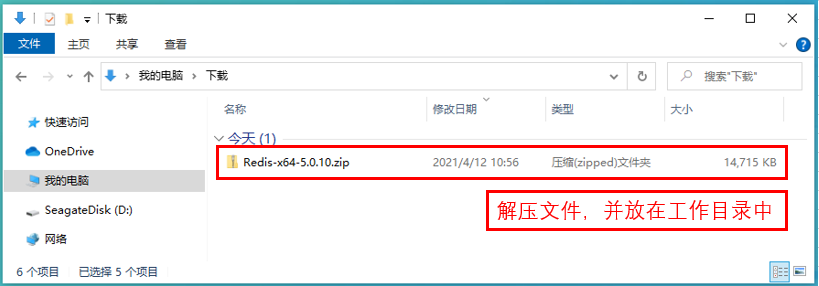 下载
文件 主页 共享 查看
我的电脑 下载 搜索"下载"
名称 修改日期 类型 大小
快速访问
今天 (1)
OneDrive
Redis-x64-5.0.10.zip 2021/4/12 10:56 压缩(zipped)文件夹 14,715 KB
我的电脑
SeagateDisk (D:)
解压文件，并放在工作目录中
网络
6 个项目 已选择 5 个项目